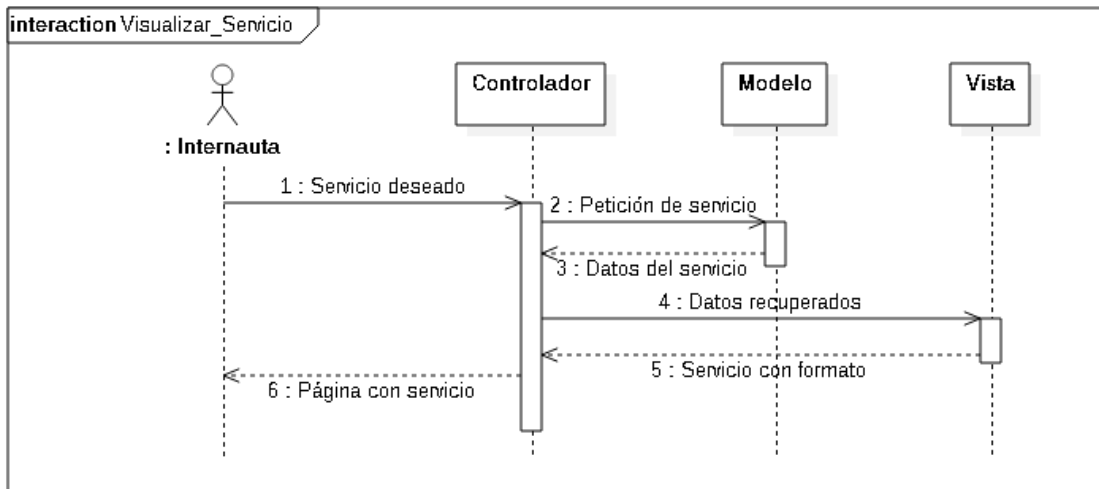 interaction Visualizar_Servicio
Controlador
Modelo
Vista
: Internauta
1 : Servicio deseado
2 : Petición de servicio
3 : Datos del servicio
4 : Datos recuperados
5 : Servicio con formato
6 : Página con servicio